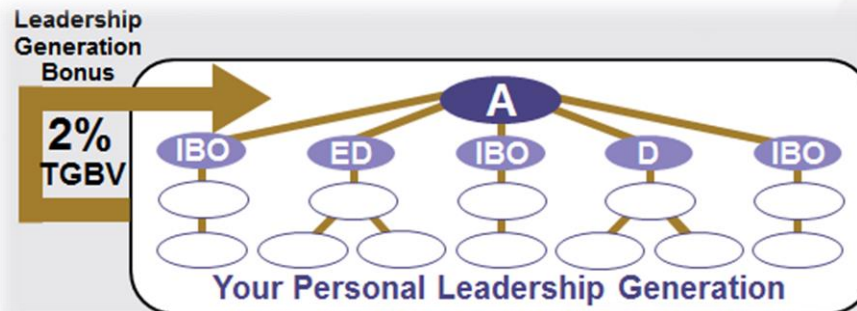 Leadership
Generation
Bonus
2%
TGBV
A
IBO ED IBO D IBO
Your Personal Leadership Generation